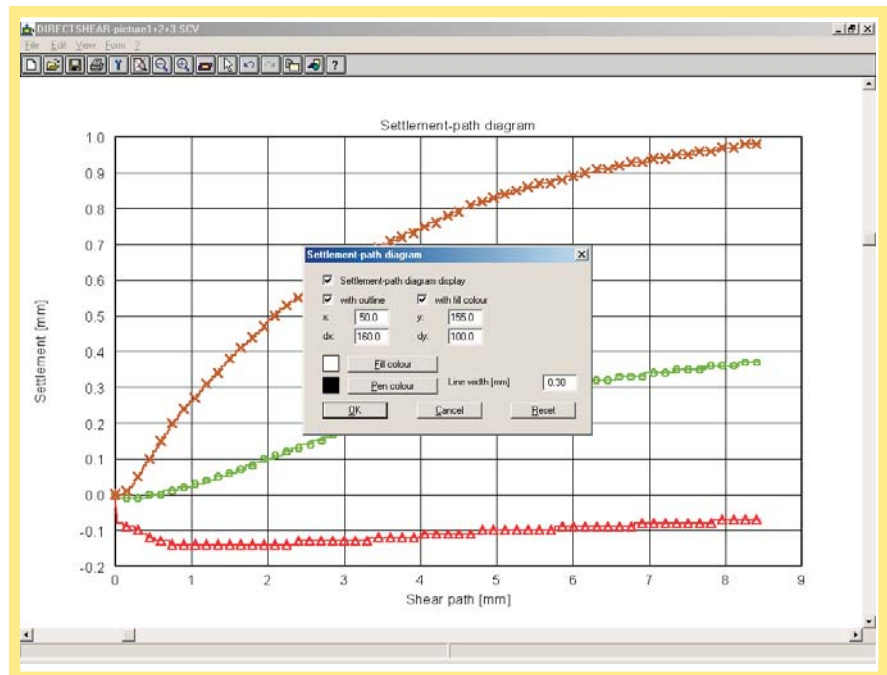 DIRECTSHEAR-picture1+2+3.SCV
File Edit View Form ?
Settlement-path diagram
1.0
0.9
0.8
0.7
0.6
0.5
0.4
0.3
0.2
0.1
0.0
-0.1
-0.2
Settlement [mm]
0 1 2 3 4 5 6 7 8 9
Shear path [mm]
Settlement-path diagram
Settlement-path diagram display
with outline with fill colour
x: 50.0 y: 155.0
dx: 160.0 dy: 100.0
Fill colour
Pen colour Line width [mm] 0.30
OK Cancel Reset